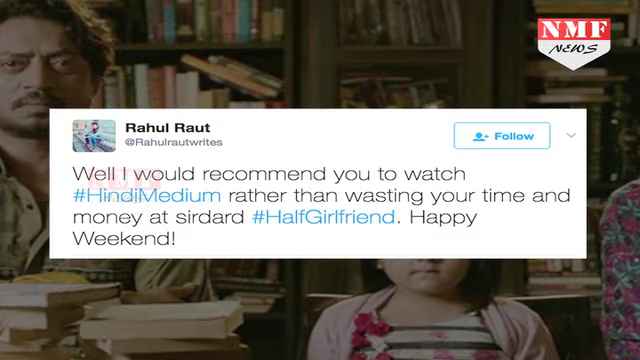 NMF
NEWS
Rahul Raut
@Rahulrautwrites
Follow
Well I would recommend you to watch
#HindiMedium rather than wasting your time and
money at sirdard #HalfGirlfriend. Happy
Weekend!
NMF